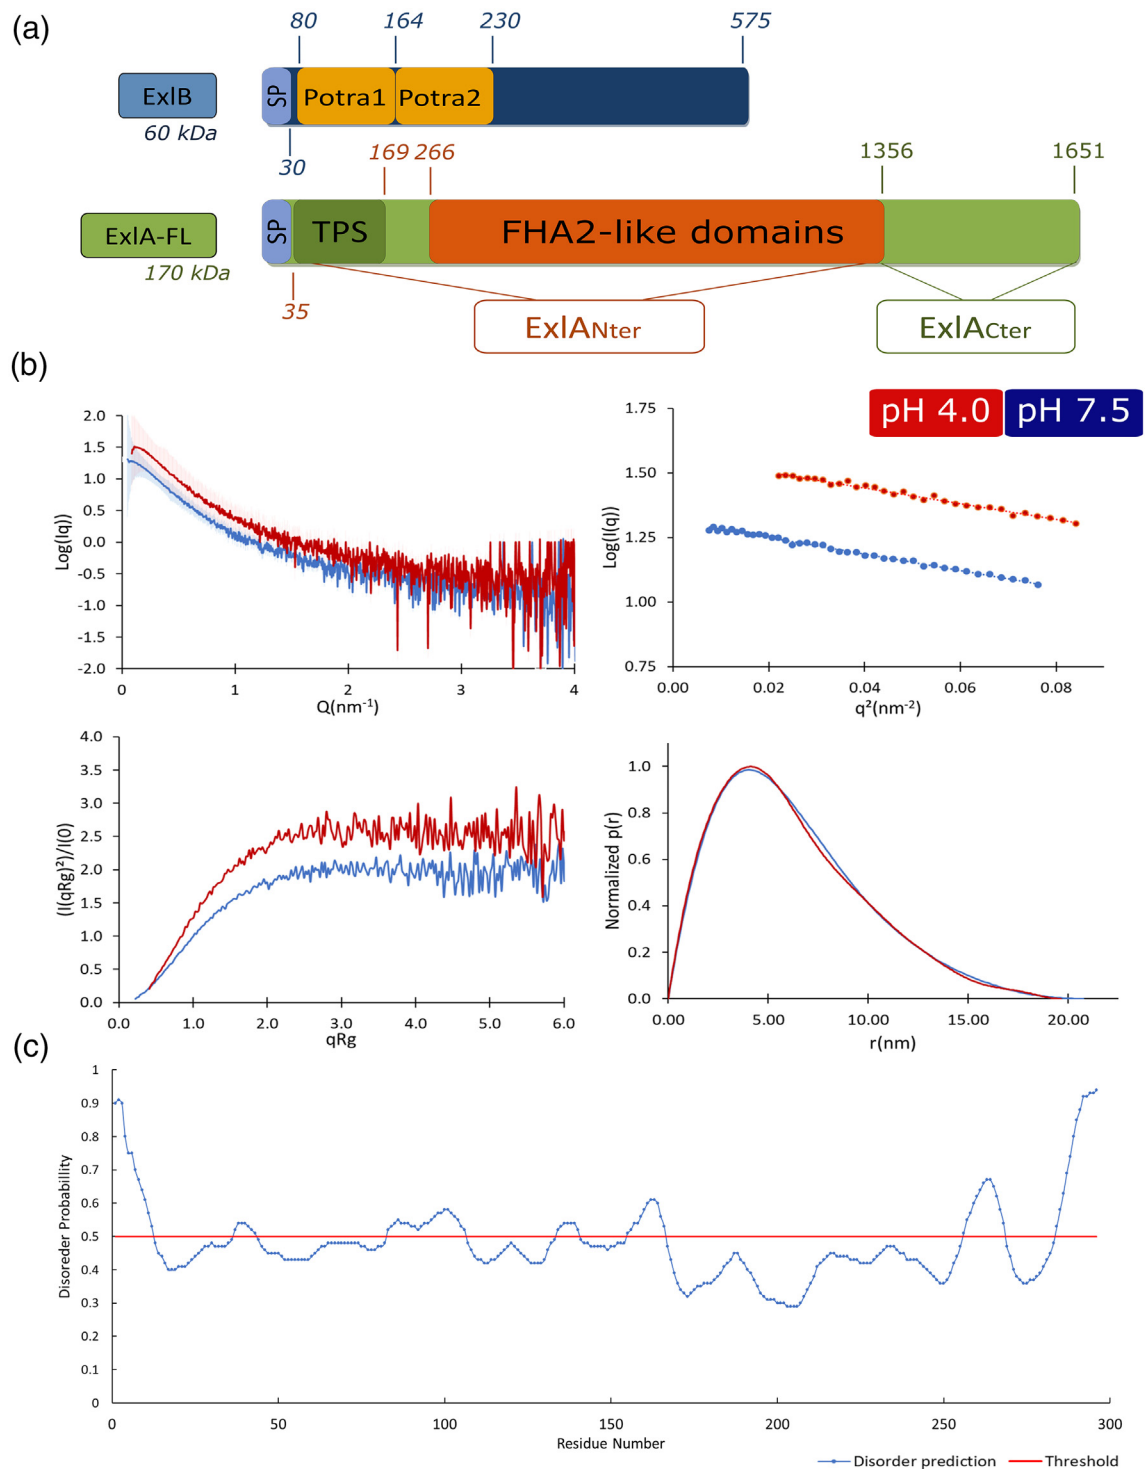 (a)
80 164 230 575
ExlB
SP Potra1 Potra2
60 kDa
30
169 266 1356 1651
ExlA-FL
SP TPS FHA2-like domains
170 kDa
35
ExlANter ExlACter
(b)
pH 4.0 pH 7.5
2.0
1.5
1.0
0.5
0.0
-0.5
-1.0
-1.5
-2.0
Log(Iq))
0 1 2 3 4
Q(nm-1)
1.75
1.50
1.25
1.00
0.75
Log(I(q))
0.00 0.02 0.04 0.06 0.08
q²(nm-2)
4.0
3.5
3.0
2.5
2.0
1.5
1.0
0.5
0.0
(I(qRg)²)/I(0)
0.0 1.0 2.0 3.0 4.0 5.0 6.0
qRg
1.0
0.8
0.6
0.4
0.2
0.0
Normalized p(r)
0.00 5.00 10.00 15.00 20.00
r(nm)
(c)
1
0.9
0.8
0.7
0.6
0.5
0.4
0.3
0.2
0.1
0
Disoreder Probabillity
0 50 100 150 200 250 300
Residue Number
Disorder prediction Threshold